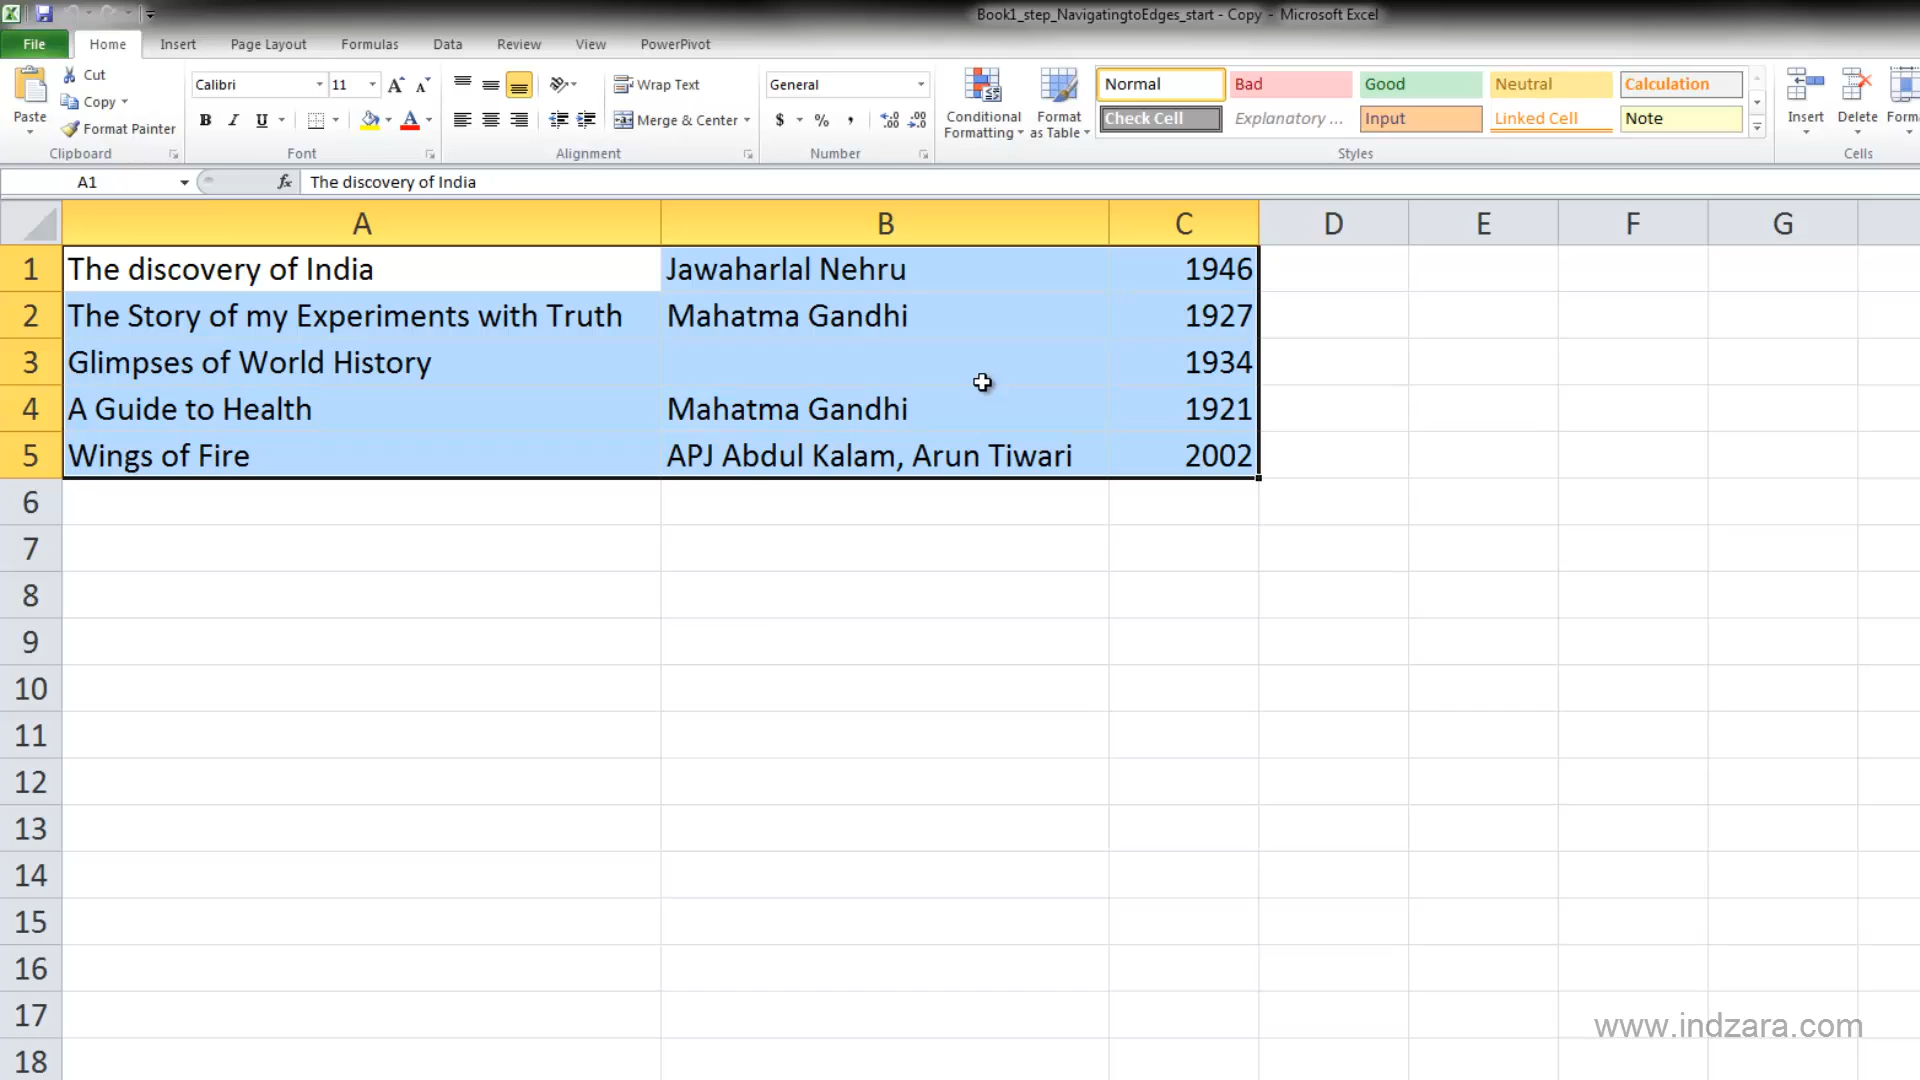 Book1_step_NavigatingtoEdges_start - Copy - Microsoft Excel
File Home Insert Page Layout Formulas Data Review View PowerPivot
Paste
Cut
Copy
Format Painter
Clipboard
Calibri 11
B I U A
Font
Wrap Text
Merge & Center
Alignment
General
$ % ,
Number
Conditional Formatting
Format as Table
Normal Bad Good Neutral Calculation
Check Cell Explanatory ... Input Linked Cell Note
Styles
Insert Delete Form
Cells
A1 fx The discovery of India
A B C D E F G
1 The discovery of India Jawaharlal Nehru 1946
2 The Story of my Experiments with Truth Mahatma Gandhi 1927
3 Glimpses of World History 1934
4 A Guide to Health Mahatma Gandhi 1921
5 Wings of Fire APJ Abdul Kalam, Arun Tiwari 2002
6
7
8
9
10
11
12
13
14
15
16
17
18
www.indzara.com